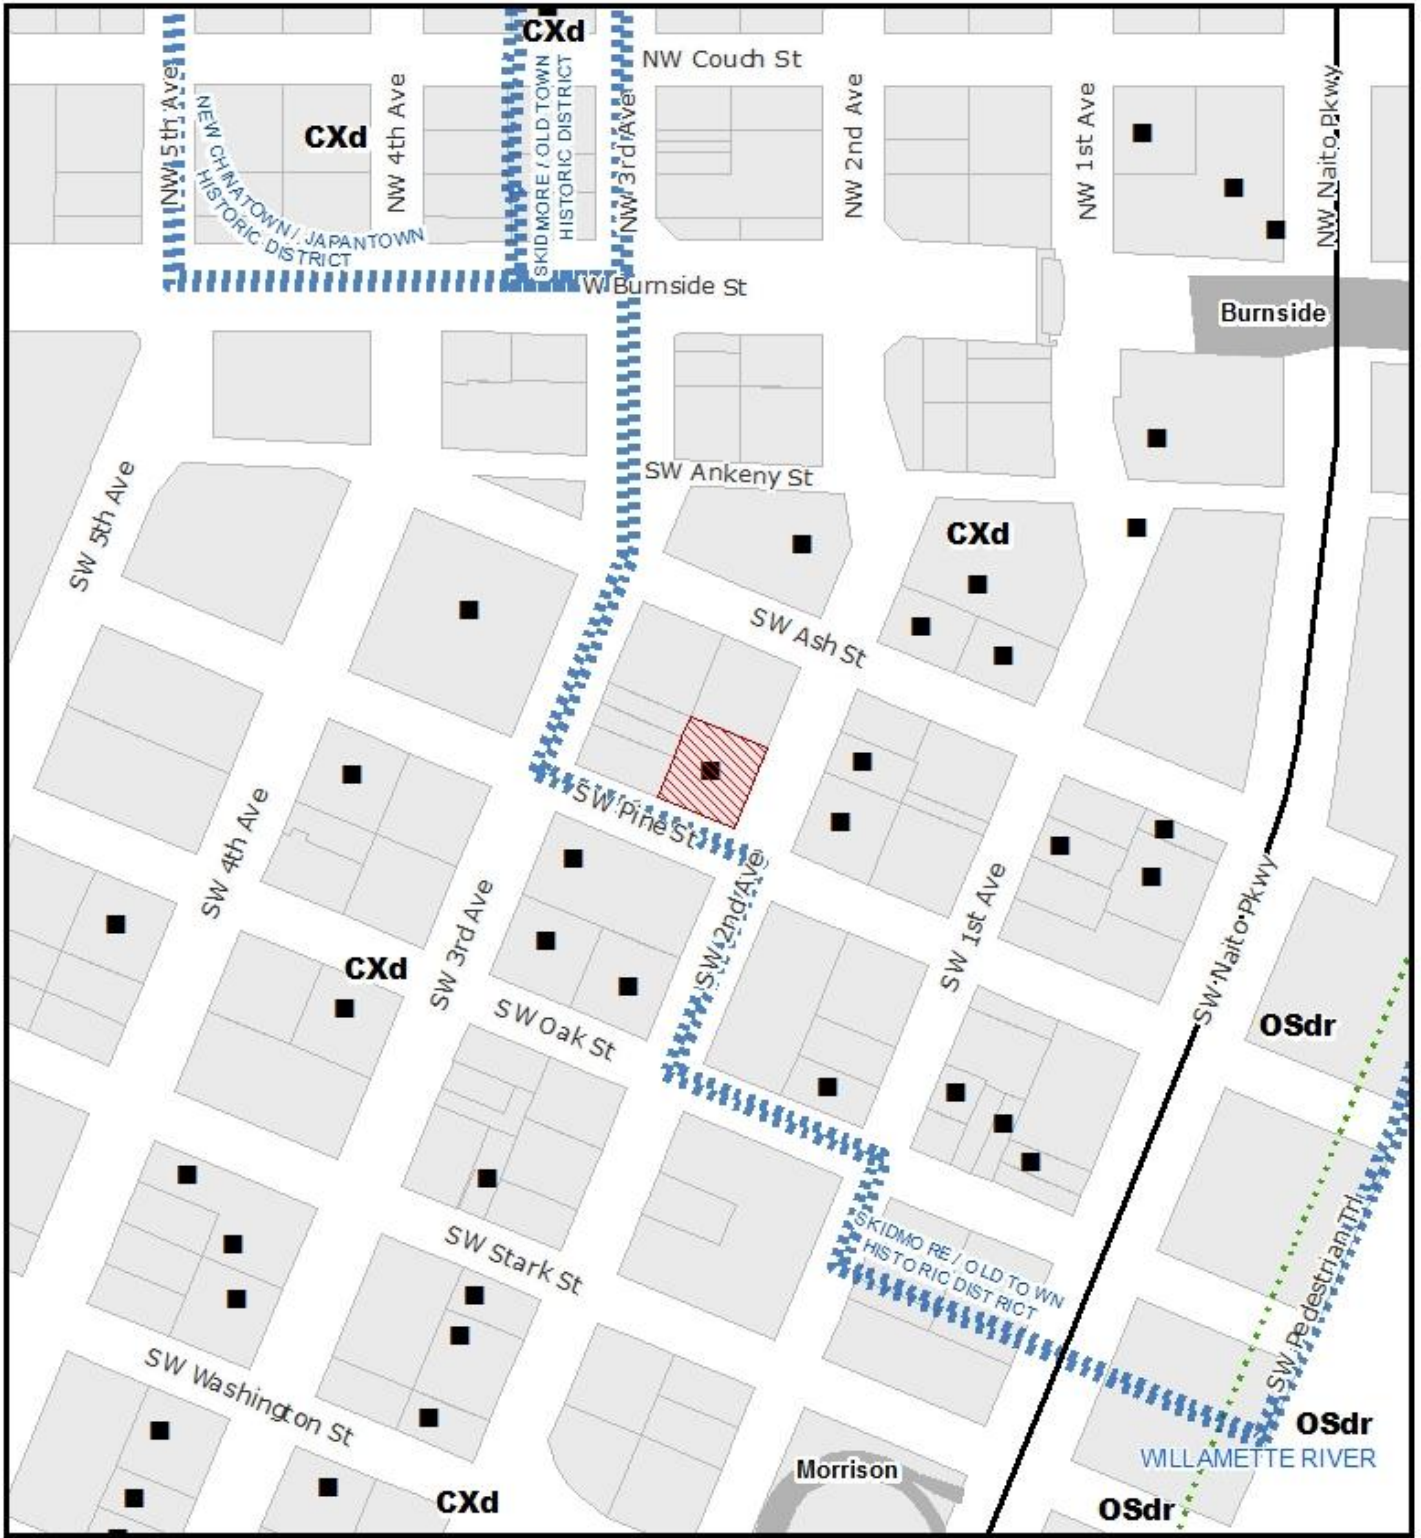 CXd
NW Couch St
NW 5th Ave
NW 4th Ave
NW 3rd Ave
NW 2nd Ave
NW 1st Ave
NW Naito Pkwy
CXd
NEW CHINATOWN / JAPANTOWN
HISTORIC DISTRICT
SKIDMORE / OLD TOWN
HISTORIC DISTRICT
W Burnside St
Burnside
SW Ankeny St
SW 5th Ave
CXd
SW Ash St
SW Pine St
SW 4th Ave
SW 3rd Ave
SW 2nd Ave
SW 1st Ave
SW Naito Pkwy
CXd
SW Oak St
OSdr
SW Stark St
SKIDMORE / OLD TOWN
HISTORIC DISTRICT
SW Pedestrian Trl
SW Washington St
OSdr
WILLAMETTE RIVER
Morrison
CXd
OSdr